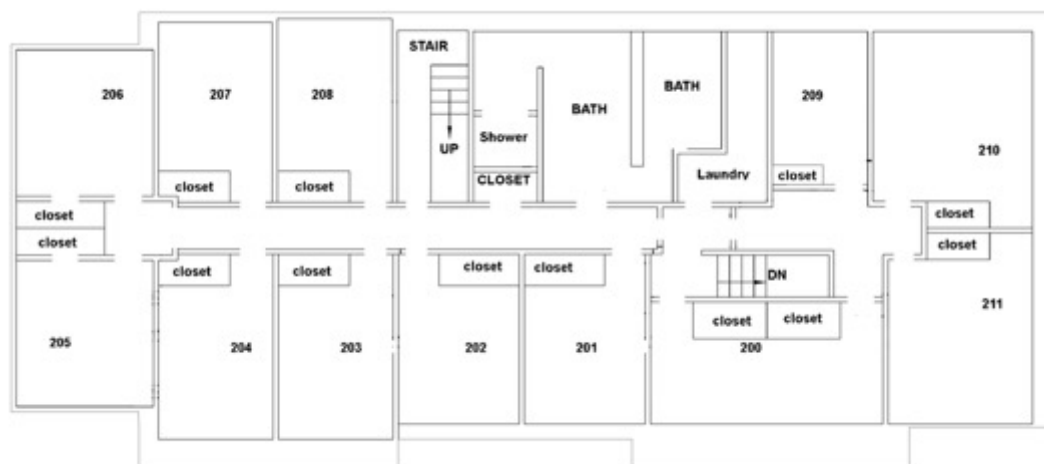 STAIR
206
207
208
BATH
BATH
209
Shower
UP
210
CLOSET
Laundry
closet
closet
closet
closet
closet
closet
closet
closet
closet
closet
closet
closet
DN
closet
closet
211
205
204
203
202
201
200